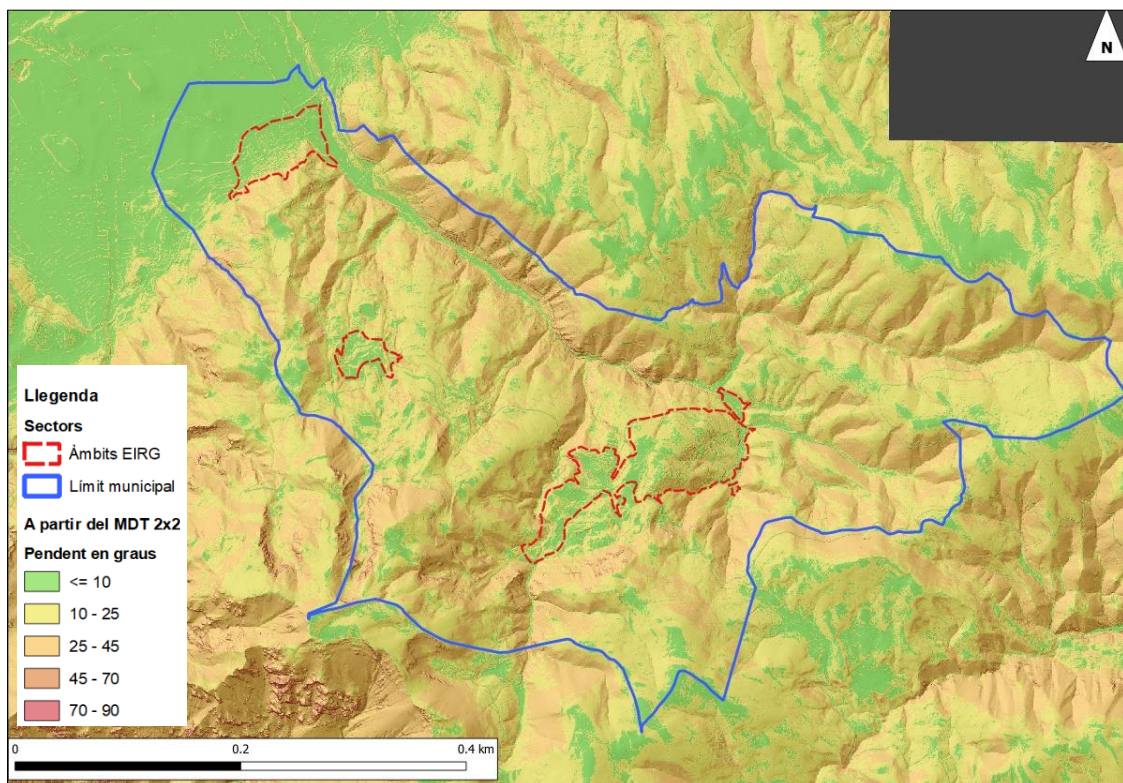 N
Llegenda
Sectors
Àmbits EIRG
Límit municipal
A partir del MDT 2x2
Pendent en graus
<= 10
10 - 25
25 - 45
45 - 70
70 - 90
0 0.2 0.4 km